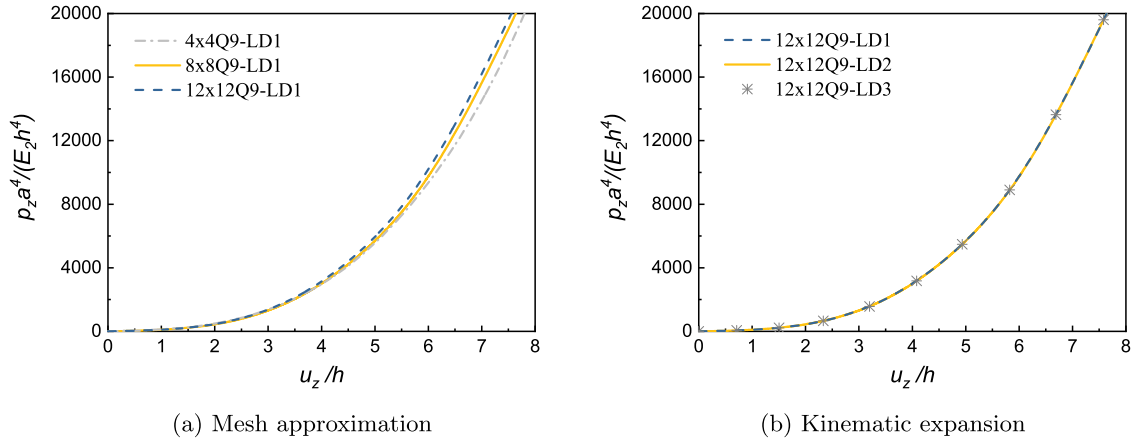 20000
16000
12000
8000
4000
0
p_z a^4/(E_2h^4)
4x4Q9-LD1
8x8Q9-LD1
12x12Q9-LD1
0 1 2 3 4 5 6 7 8
u_z /h
(a) Mesh approximation
20000
16000
12000
8000
4000
0
p_z a^4/(E_2h^4)
12x12Q9-LD1
12x12Q9-LD2
12x12Q9-LD3
0 1 2 3 4 5 6 7 8
u_z /h
(b) Kinematic expansion